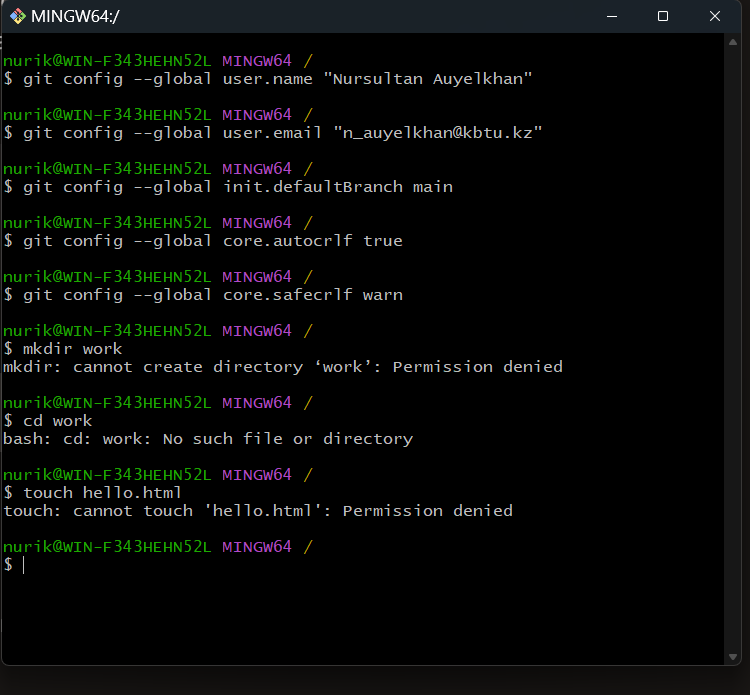 MINGW64:/
nurik@WIN-F343HEHN52L MINGW64 /
$ git config --global user.name "Nursultan Auyelkhan"
nurik@WIN-F343HEHN52L MINGW64 /
$ git config --global user.email "n_auyelkhan@kbtu.kz"
nurik@WIN-F343HEHN52L MINGW64 /
$ git config --global init.defaultBranch main
nurik@WIN-F343HEHN52L MINGW64 /
$ git config --global core.autocrlf true
nurik@WIN-F343HEHN52L MINGW64 /
$ git config --global core.safecrlf warn
nurik@WIN-F343HEHN52L MINGW64 /
$ mkdir work
mkdir: cannot create directory ‘work’: Permission denied
nurik@WIN-F343HEHN52L MINGW64 /
$ cd work
bash: cd: work: No such file or directory
nurik@WIN-F343HEHN52L MINGW64 /
$ touch hello.html
touch: cannot touch 'hello.html': Permission denied
nurik@WIN-F343HEHN52L MINGW64 /
$